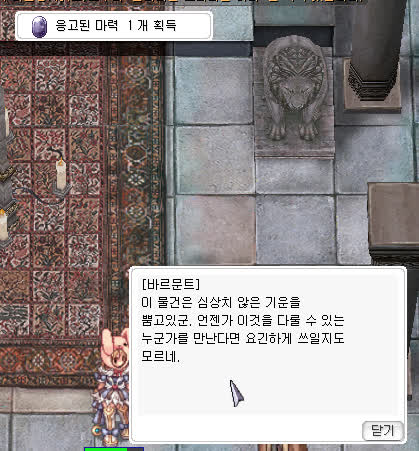 응고된 마력 1 개 획득
[바르문트]
이 물건은 심상치 않은 기운을
뿜고있군. 언젠가 이것을 다룰 수 있는
누군가를 만난다면 요긴하게 쓰일지도
모르네.
닫기